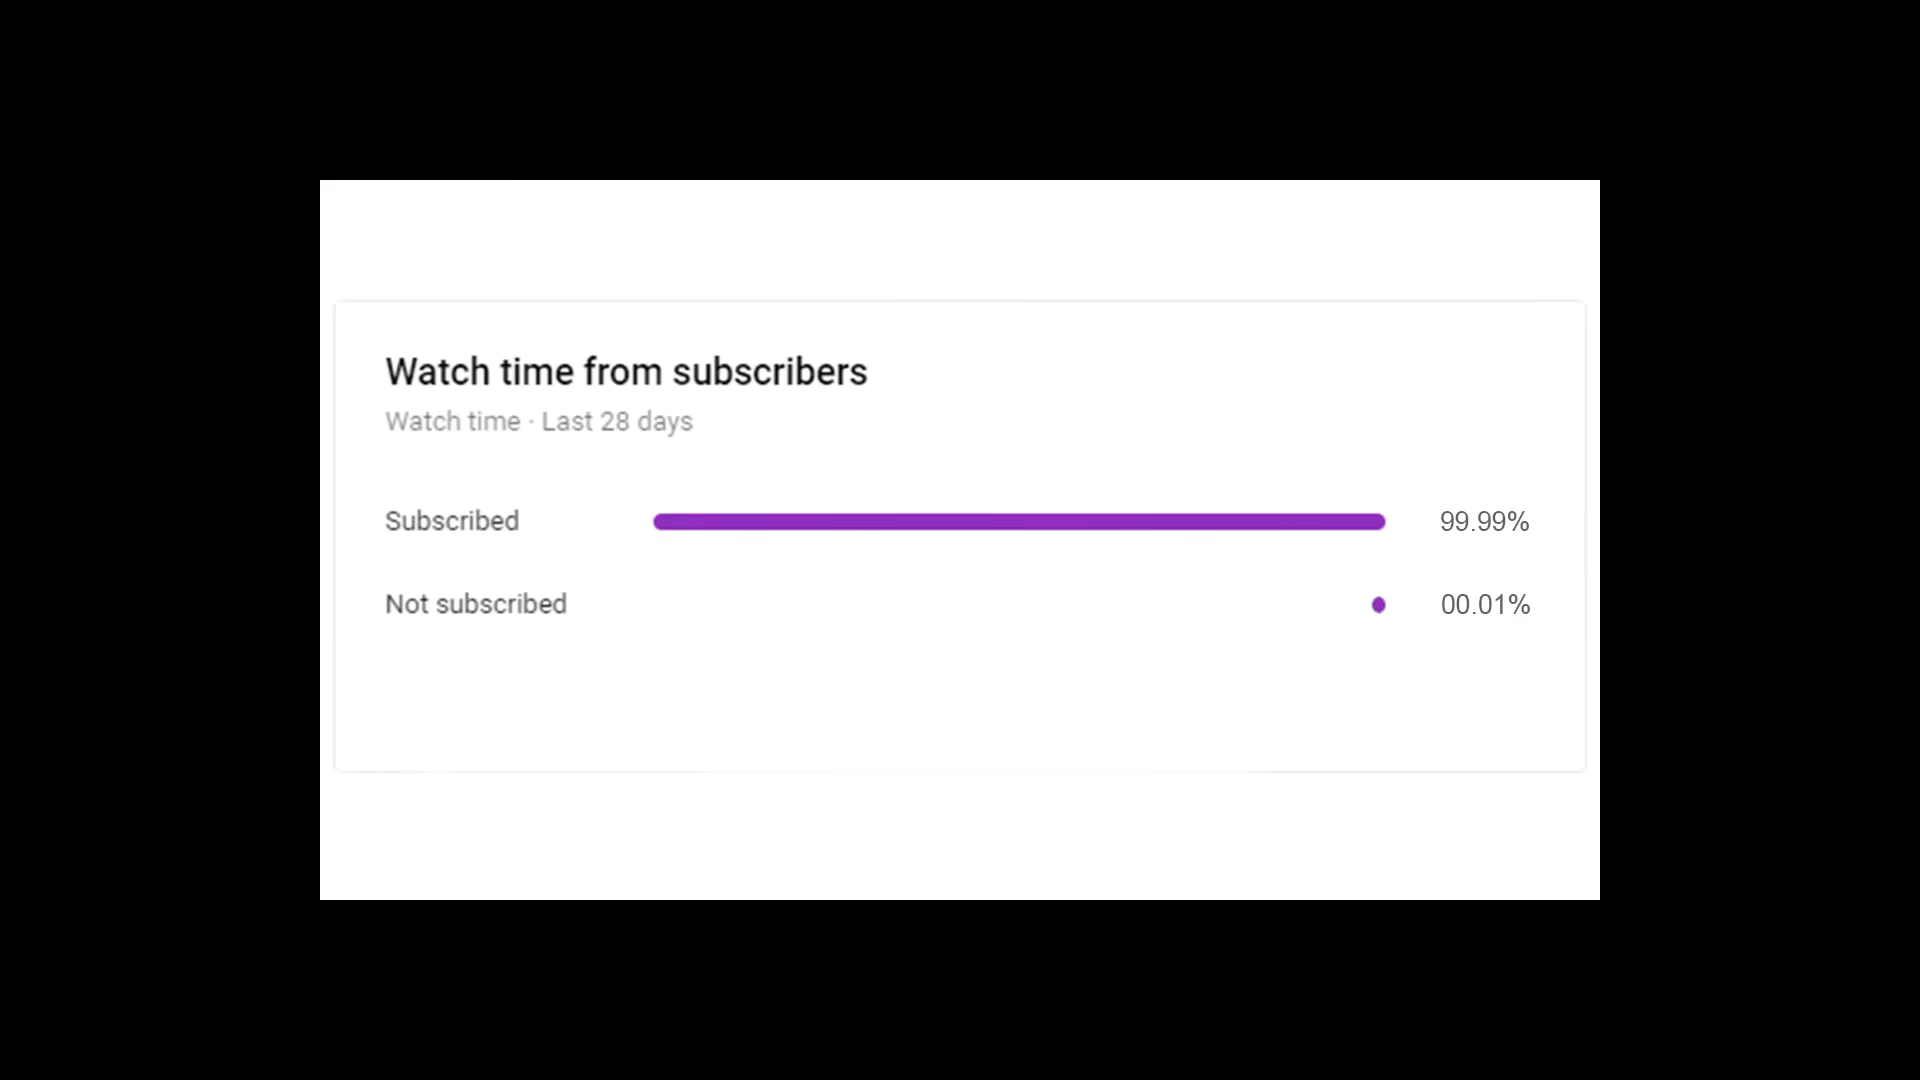 Watch time from subscribers
Watch time · Last 28 days
Subscribed 99.99%
Not subscribed 00.01%